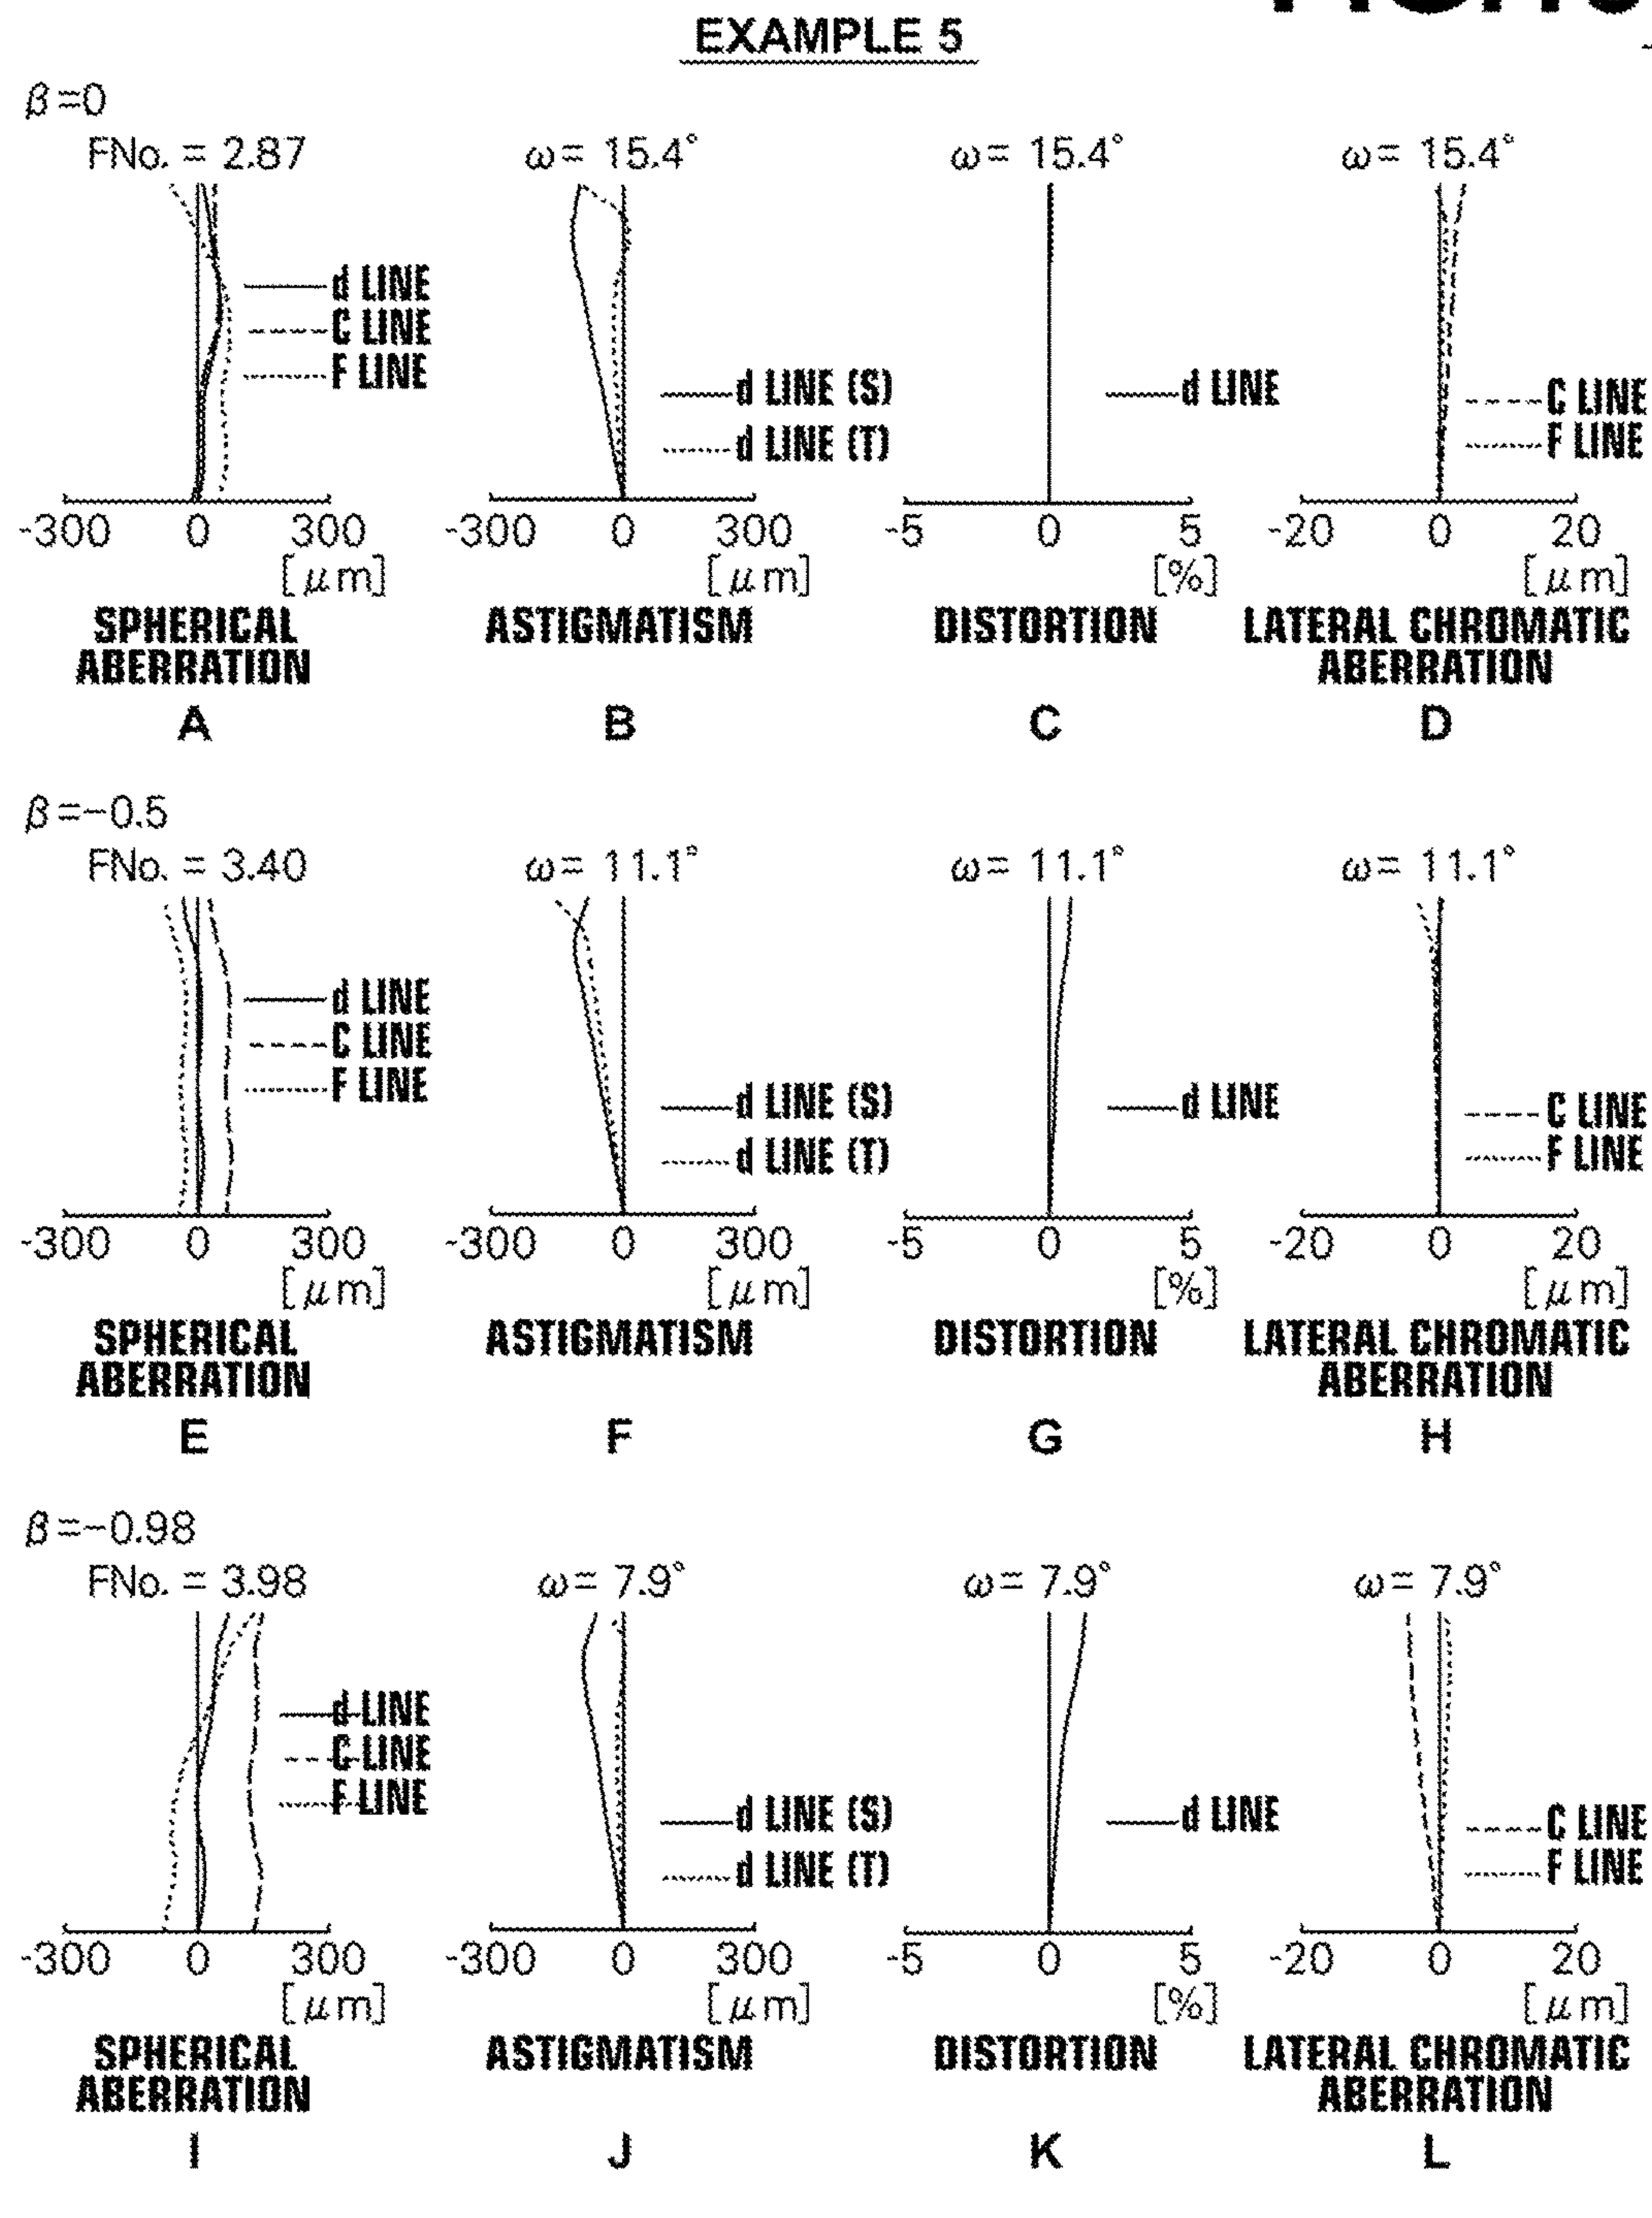 EXAMPLE 5
β=0
FNo. = 2.87
ω= 15.4°
ω= 15.4°
ω= 15.4°
d LINE
C LINE
F LINE
d LINE (S)
d LINE (T)
d LINE
C LINE
F LINE
-300 0 300
[μm]
-300 0 300
[μm]
-5 0 5
[%]
-20 0 20
[μm]
SPHERICAL
ABERRATION
ASTIGMATISM
DISTORTION
LATERAL CHROMATIC
ABERRATION
A
B
C
D
β=-0.5
FNo. = 3.40
ω= 11.1°
ω= 11.1°
ω= 11.1°
d LINE
C LINE
F LINE
d LINE (S)
d LINE (T)
d LINE
C LINE
F LINE
-300 0 300
[μm]
-300 0 300
[μm]
-5 0 5
[%]
-20 0 20
[μm]
SPHERICAL
ABERRATION
ASTIGMATISM
DISTORTION
LATERAL CHROMATIC
ABERRATION
E
F
G
H
β=-0.98
FNo. = 3.98
ω= 7.9°
ω= 7.9°
ω= 7.9°
d LINE
C LINE
F LINE
d LINE (S)
d LINE (T)
d LINE
C LINE
F LINE
-300 0 300
[μm]
-300 0 300
[μm]
-5 0 5
[%]
-20 0 20
[μm]
SPHERICAL
ABERRATION
ASTIGMATISM
DISTORTION
LATERAL CHROMATIC
ABERRATION
I
J
K
L